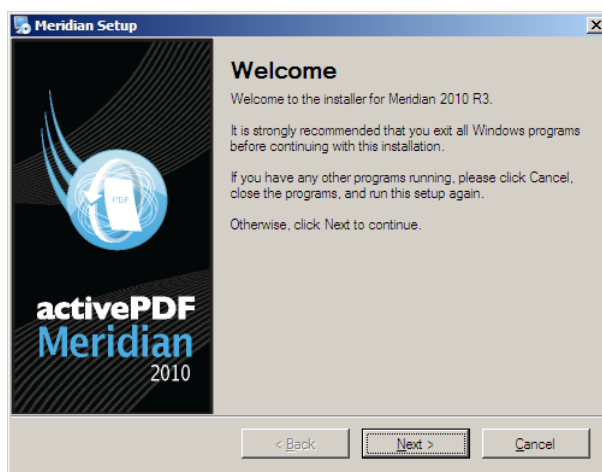 Meridian Setup
Welcome
Welcome to the installer for Meridian 2010 R3.
It is strongly recommended that you exit all Windows programs
before continuing with this installation.
If you have any other programs running, please click Cancel,
close the programs, and run this setup again.
Otherwise, click Next to continue.
PDF
activePDF
Meridian
2010
< Back
Next >
Cancel